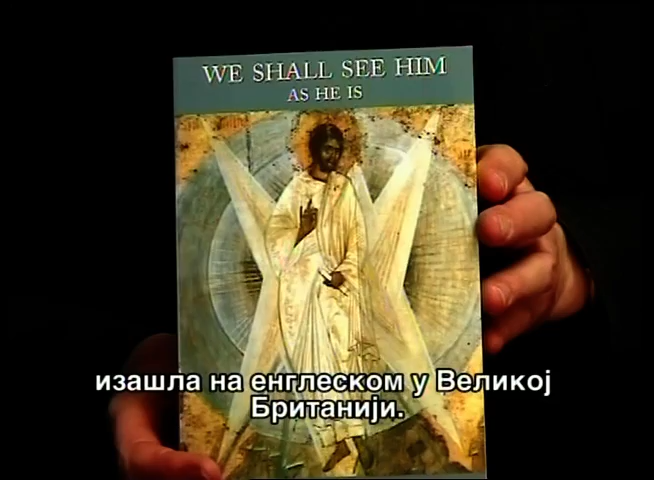 WE SHALL SEE HIM
AS HE IS
изашла на енглеском у Великој
Британији.